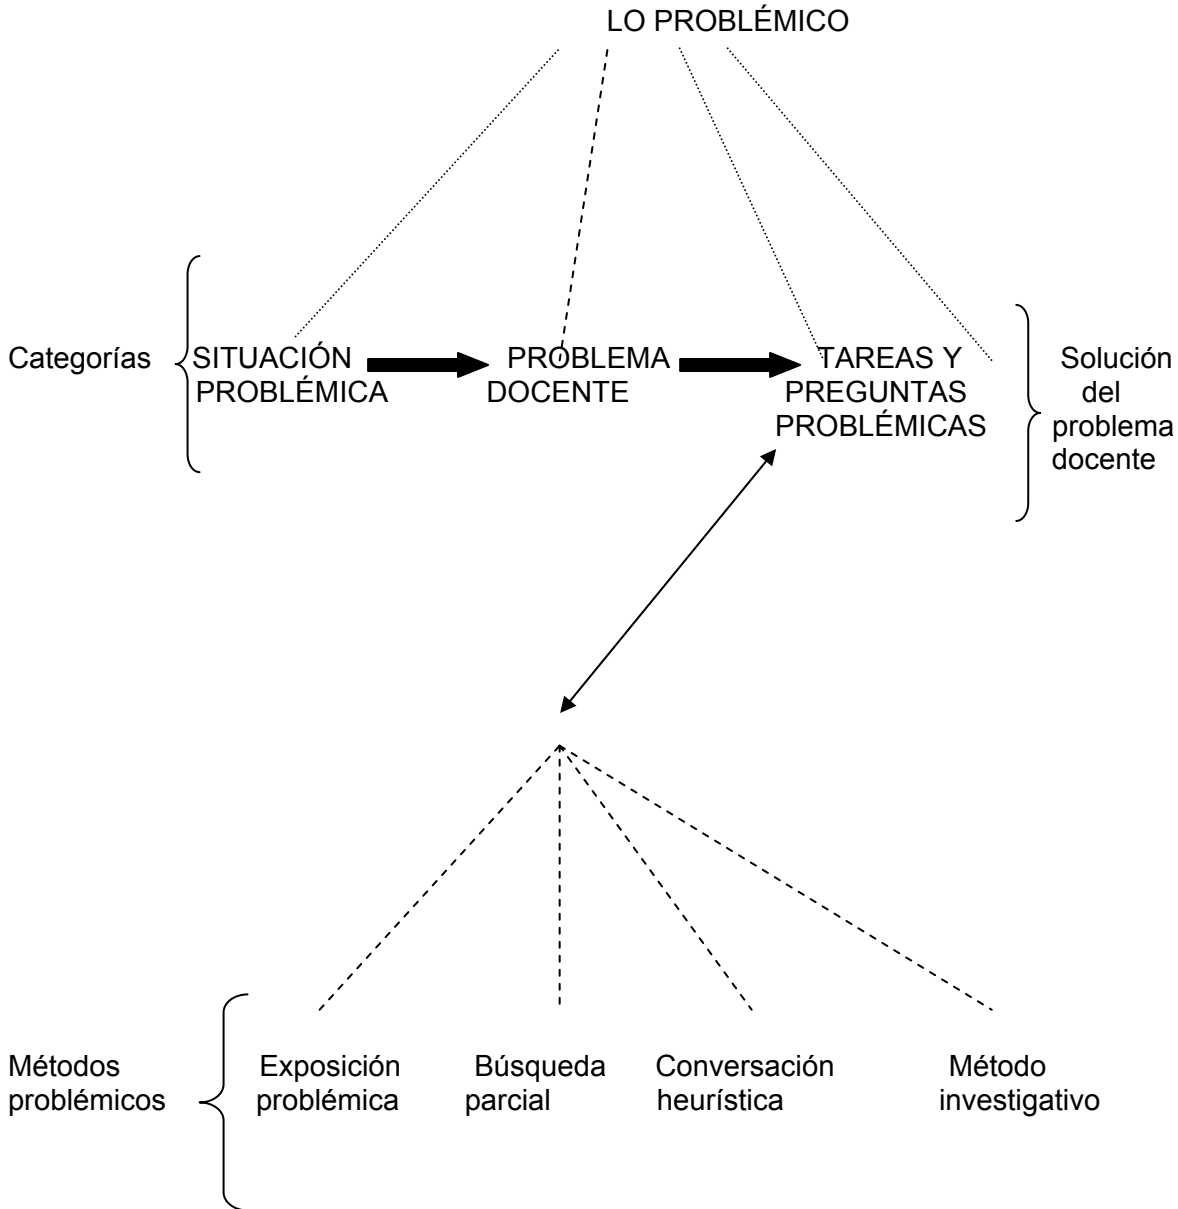 LO PROBLÉMICO
Categorías
SITUACIÓN
PROBLÉMICA
PROBLEMA
DOCENTE
TAREAS Y
PREGUNTAS
PROBLÉMICAS
Solución
del
problema
docente
Métodos
problémicos
Exposición
problémica
Búsqueda
parcial
Conversación
heurística
Método
investigativo